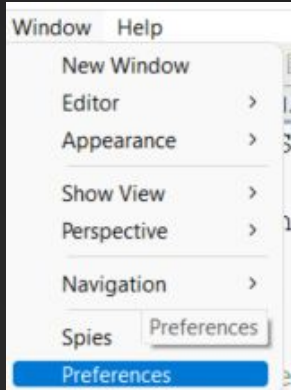 Window Help
New Window
Editor >
Appearance >
Show View >
Perspective >
Navigation >
Spies Preferences
Preferences